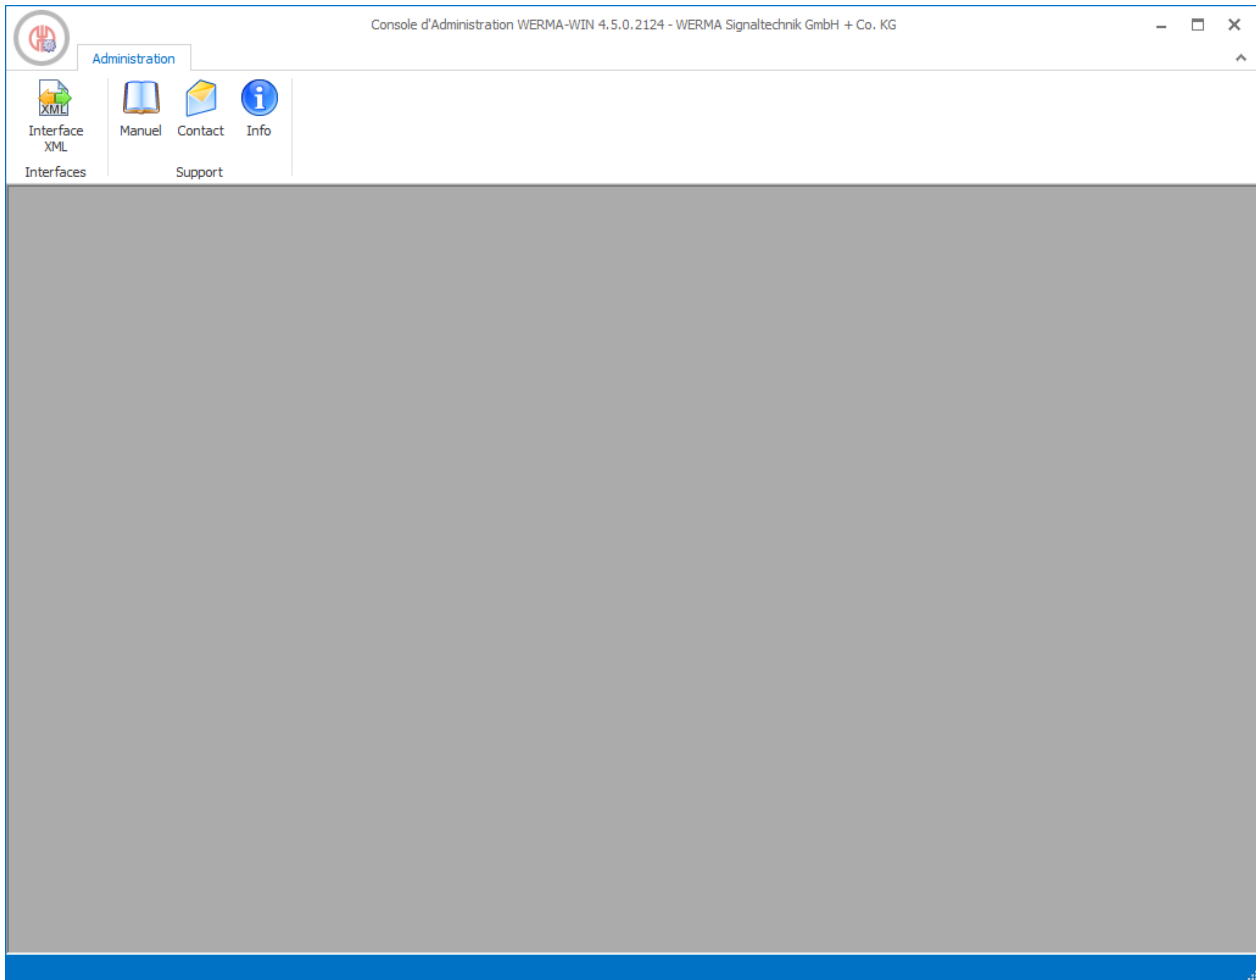 Console d'Administration WERMA-WIN 4.5.0.2124 - WERMA Signaltechnik GmbH + Co. KG
Administration
XML
Interface XML
Manuel
Contact
Info
Interfaces
Support